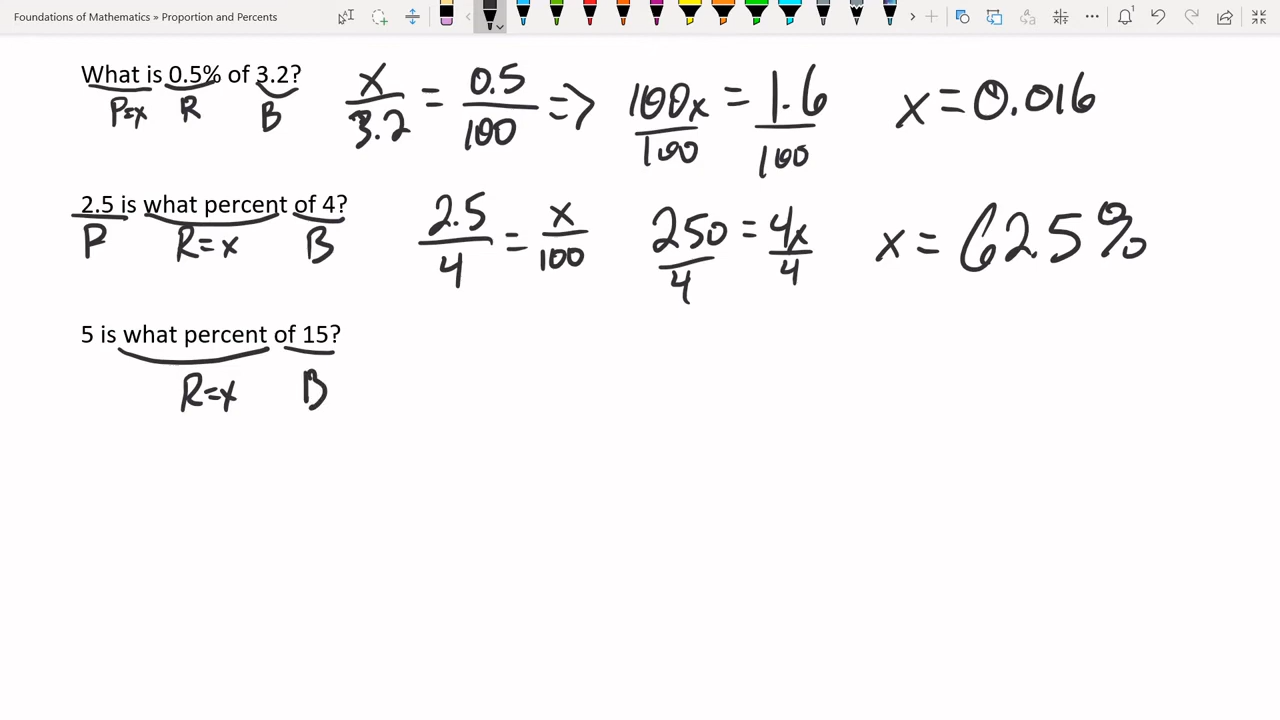 Foundations of Mathematics » Proportion and Percents
What is 0.5% of 3.2?
P=x R B
x/3.2 = 0.5/100 => 100x/100 = 1.6/100 x = 0.016
2.5 is what percent of 4?
P R=x B
2.5/4 = x/100 250/4 = 4x/4 x = 62.5%
5 is what percent of 15?
R=x B